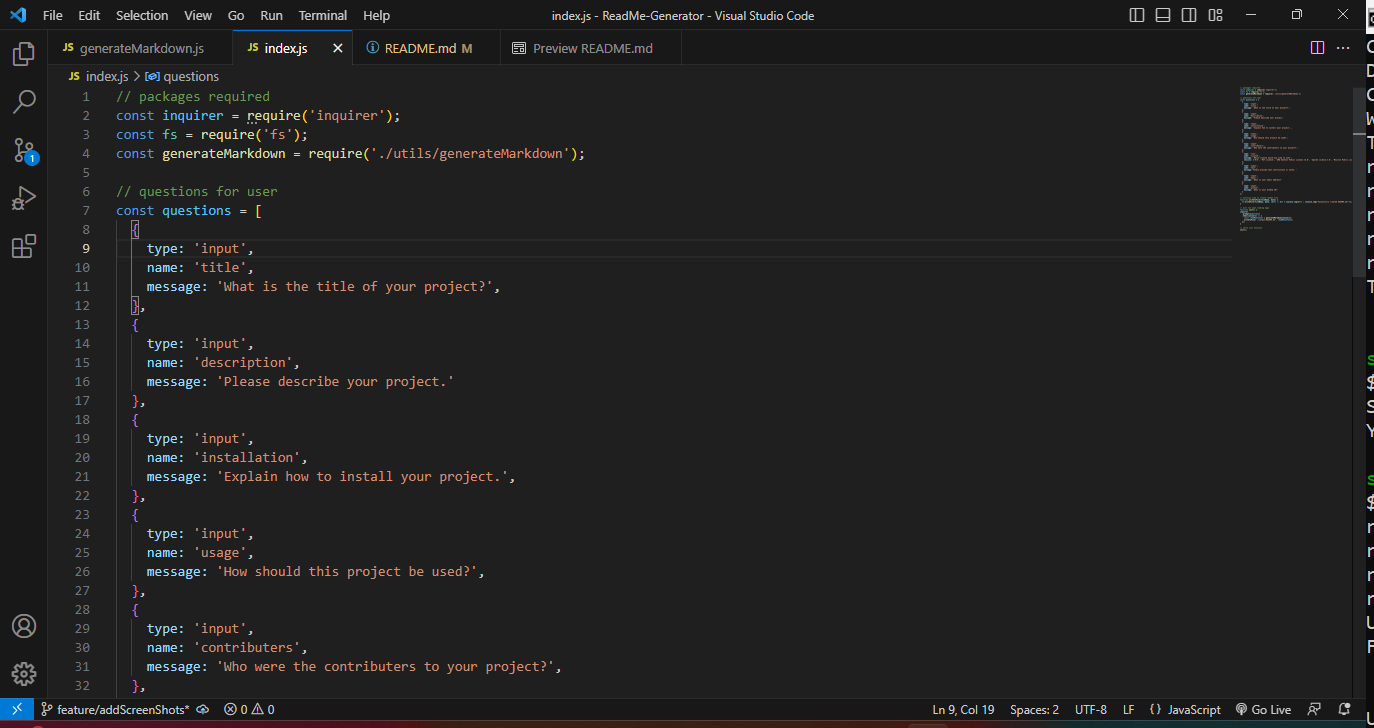 File Edit Selection View Go Run Terminal Help index.js - ReadMe-Generator - Visual Studio Code
JS generateMarkdown.js JS index.js README.md M Preview README.md
JS index.js > questions
1 // packages required
2 const inquirer = require('inquirer');
3 const fs = require('fs');
4 const generateMarkdown = require('./utils/generateMarkdown');
5
6 // questions for user
7 const questions = [
8 {
9 type: 'input',
10 name: 'title',
11 message: 'What is the title of your project?',
12 },
13 {
14 type: 'input',
15 name: 'description',
16 message: 'Please describe your project.'
17 },
18 {
19 type: 'input',
20 name: 'installation',
21 message: 'Explain how to install your project.',
22 },
23 {
24 type: 'input',
25 name: 'usage',
26 message: 'How should this project be used?',
27 },
28 {
29 type: 'input',
30 name: 'contributers',
31 message: 'Who were the contributers to your project?',
32 },
1
feature/addScreenShots* 0 0 Ln 9, Col 19 Spaces: 2 UTF-8 LF {} JavaScript Go Live